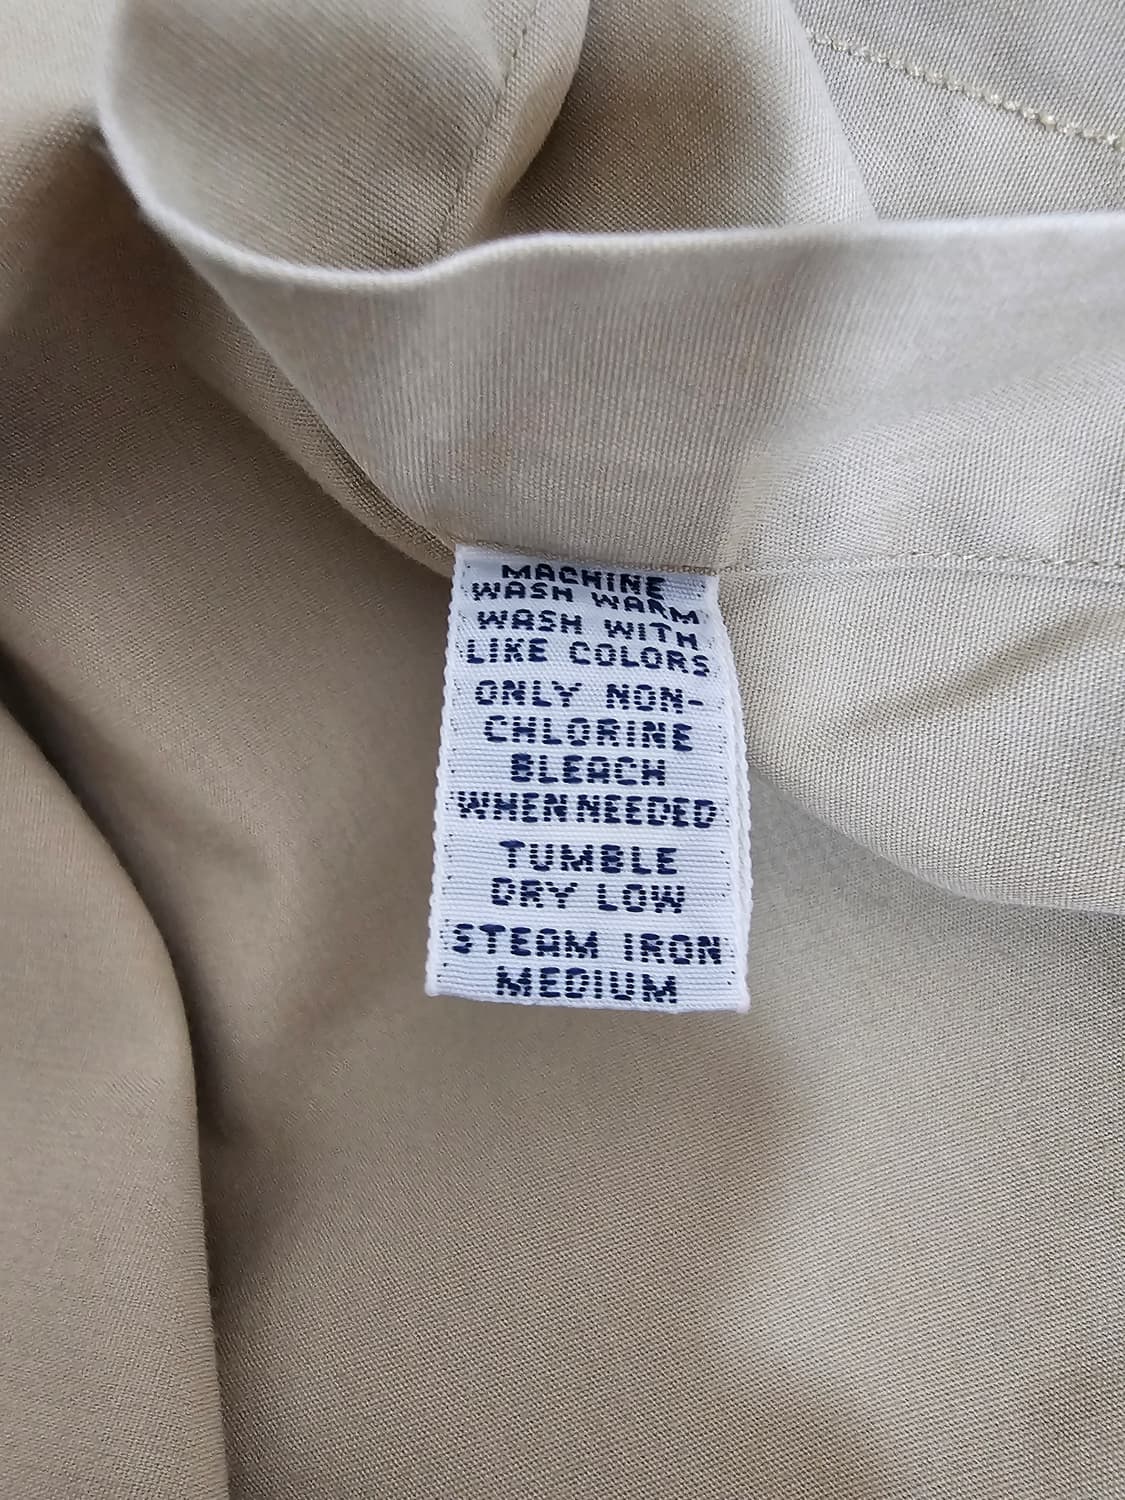 MACHINE
WASH WARM
WASH WITH
LIKE COLORS
ONLY NON-
CHLORINE
BLEACH
WHEN NEEDED
TUMBLE
DRY LOW
STEAM IRON
MEDIUM